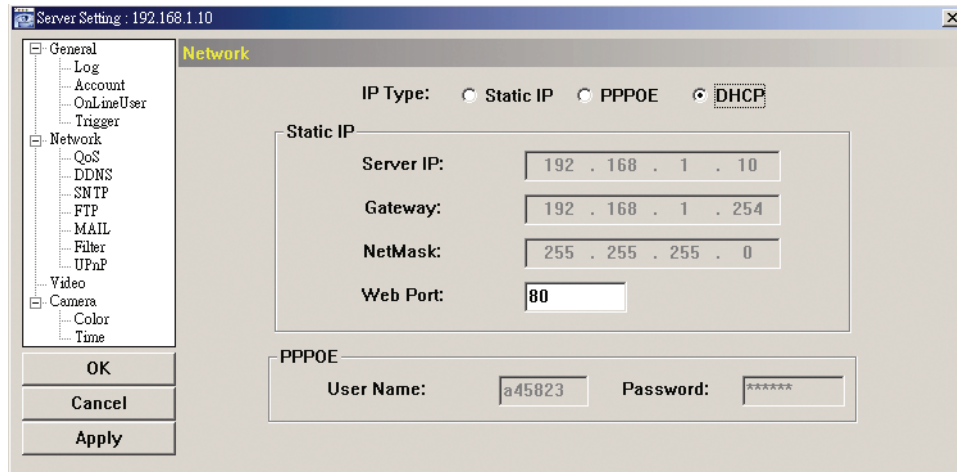 Server Setting : 192.168.1.10
General
Log
Account
OnLineUser
Trigger
Network
QoS
DDNS
SNTP
FTP
MAIL
Filter
UPnP
Video
Camera
Color
Time
OK
Cancel
Apply
Network
IP Type: Static IP PPPOE DHCP
Static IP
Server IP: 192 . 168 . 1 . 10
Gateway: 192 . 168 . 1 . 254
NetMask: 255 . 255 . 255 . 0
Web Port: 80
PPPOE
User Name: a45823 Password: ******